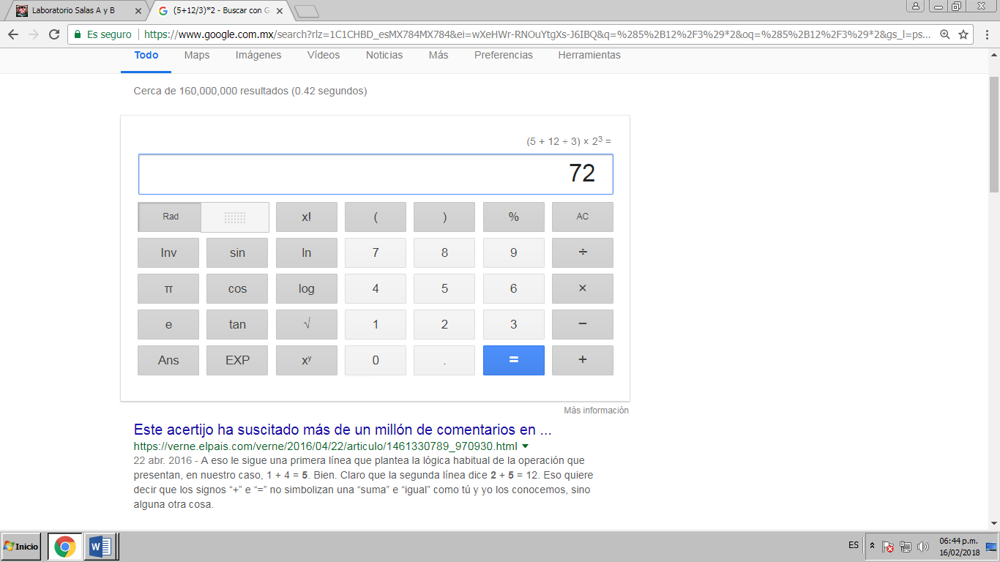 Laboratorio Salas A y B
(5+12/3)*2 - Buscar con G
Es seguro
https://www.google.com.mx/search?rlz=1C1CHBD_esMX784MX784&ei=wXeHWr-RNOuYtgXs-J6IBQ&q=%285%2B12%2F3%29*2&oq=%285%2B12%2F3%29*2&gs_l=ps...
Todo Maps Imágenes Vídeos Noticias Más Preferencias Herramientas
Cerca de 160,000,000 resultados (0.42 segundos)
(5 + 12 ÷ 3) × 2³ =
72
Rad x! ( ) % AC
Inv sin ln 7 8 9 ÷
π cos log 4 5 6 ×
e tan √ 1 2 3 −
Ans EXP xʸ 0 . = +
Más información
Este acertijo ha suscitado más de un millón de comentarios en ...
https://verne.elpais.com/verne/2016/04/22/articulo/1461330789_970930.html
22 abr. 2016 - A eso le sigue una primera línea que plantea la lógica habitual de la operación que
presentan, en nuestro caso, 1 + 4 = 5. Bien. Claro que la segunda línea dice 2 + 5 = 12. Eso quiere
decir que los signos “+” e “=” no simbolizan una “suma” e “igual” como tú y yo los conocemos, sino
alguna otra cosa.
Inicio
W
ES
06:44 p.m.
16/02/2018